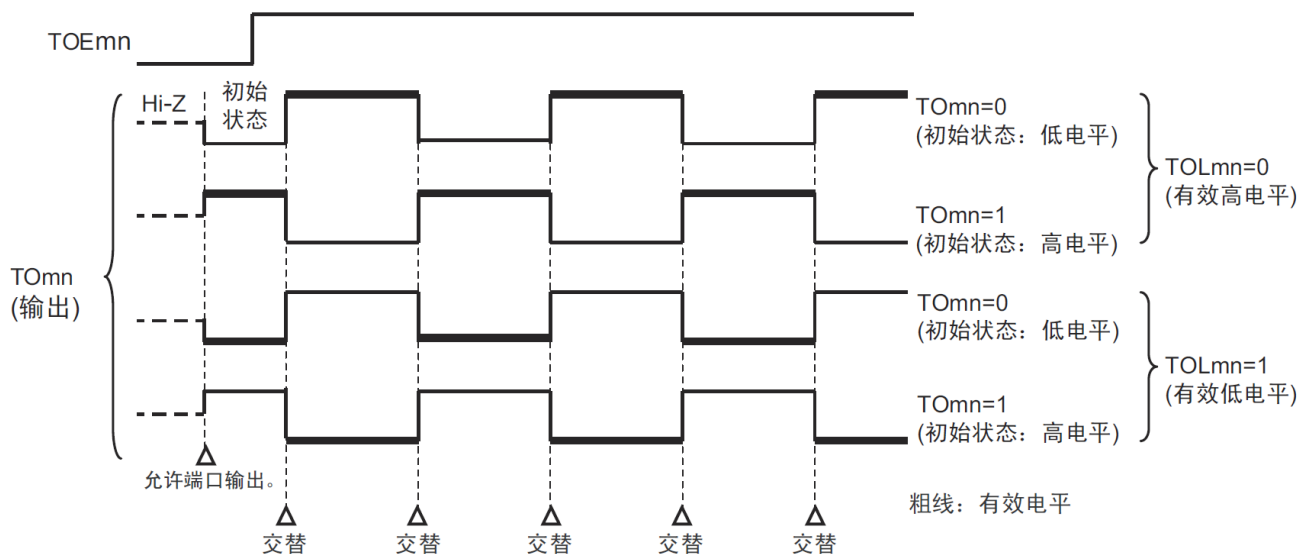 TOEmn
Hi-Z
初始
状态
TOmn=0
(初始状态：低电平)
TOLmn=0
(有效高电平)
TOmn=1
(初始状态：高电平)
TOmn
(输出)
TOmn=0
(初始状态：低电平)
TOLmn=1
(有效低电平)
TOmn=1
(初始状态：高电平)
允许端口输出。
粗线：有效电平
交替
交替
交替
交替
交替